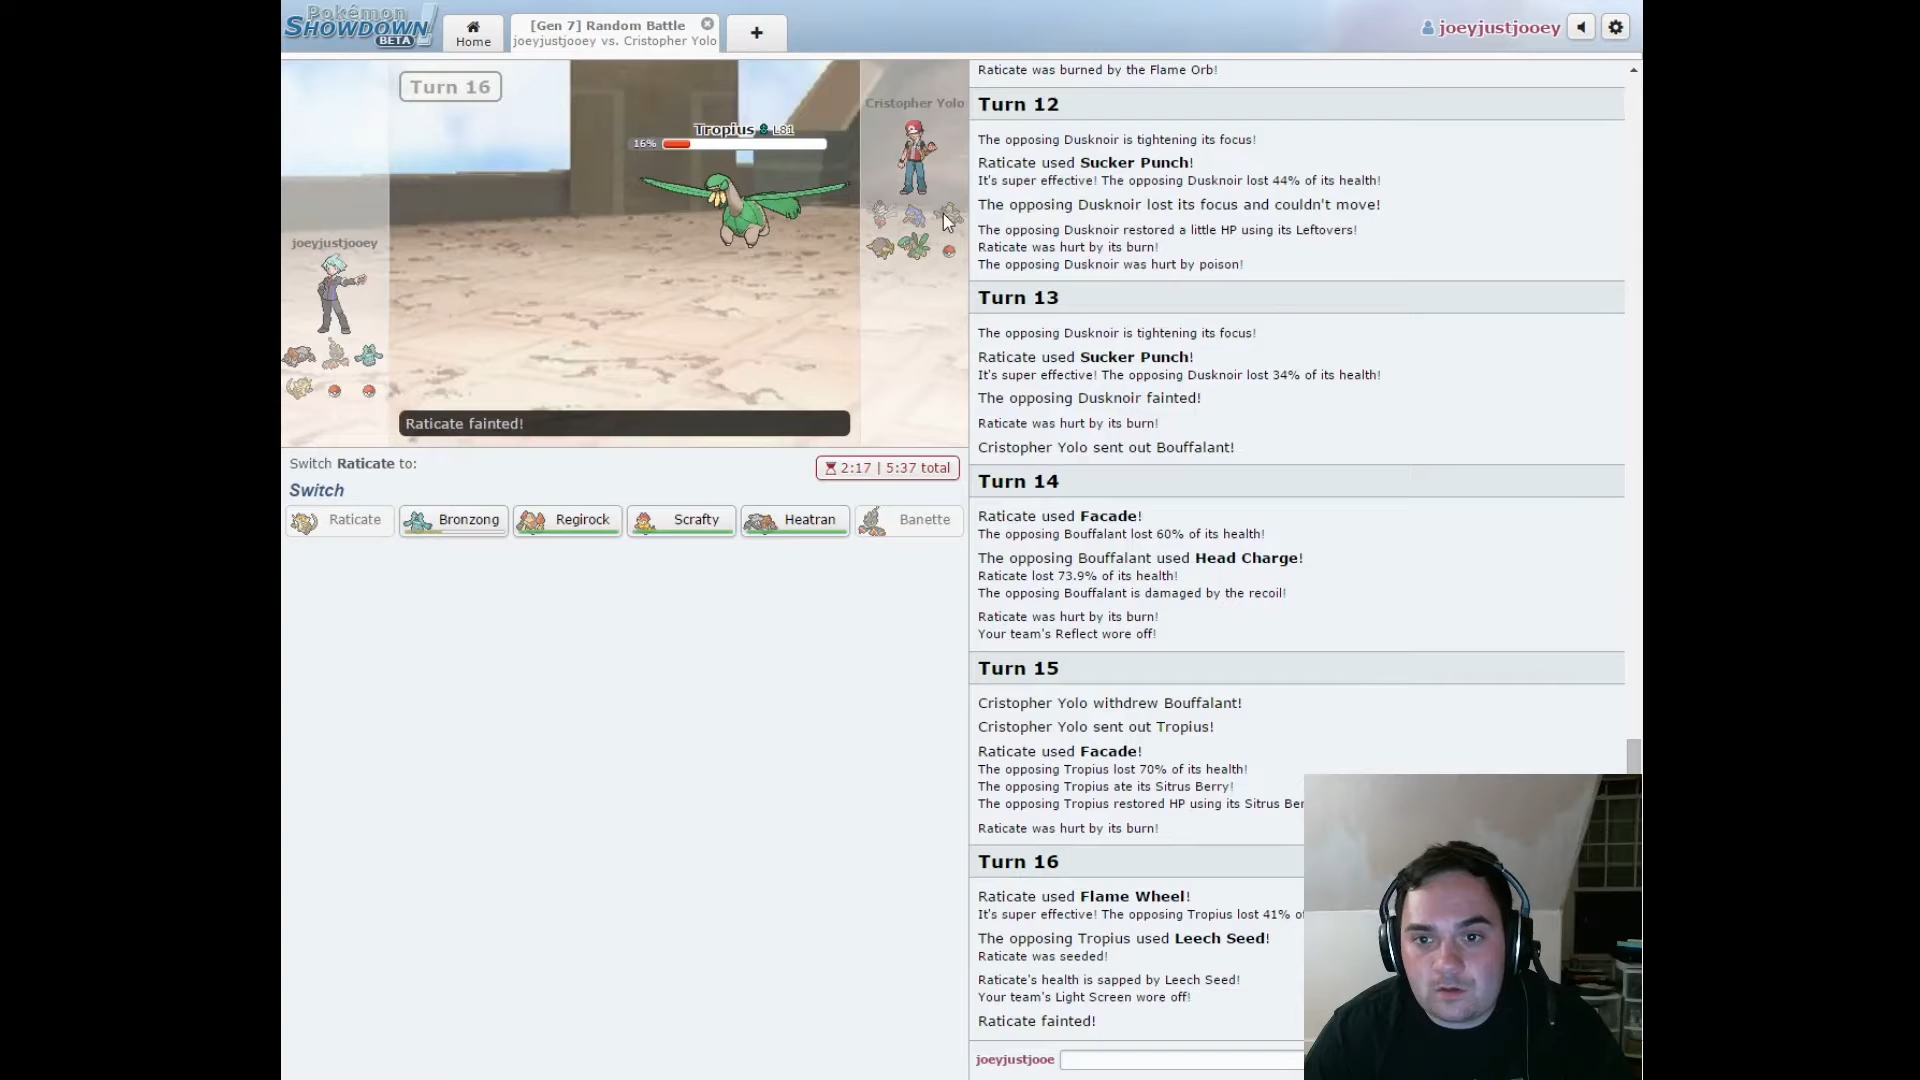 Pokémon
SHOWDOWN!
BETA
Home
[Gen 7] Random Battle
joeyjustjooey vs. Cristopher Yolo
+
joeyjustjooey
Turn 16
Tropius L81
16%
Cristopher Yolo
joeyjustjooey
Raticate fainted!
Switch Raticate to:
2:17 | 5:37 total
Switch
Raticate
Bronzong
Regirock
Scrafty
Heatran
Banette
Raticate was burned by the Flame Orb!
Turn 12
The opposing Dusknoir is tightening its focus!
Raticate used Sucker Punch!
It's super effective! The opposing Dusknoir lost 44% of its health!
The opposing Dusknoir lost its focus and couldn't move!
The opposing Dusknoir restored a little HP using its Leftovers!
Raticate was hurt by its burn!
The opposing Dusknoir was hurt by poison!
Turn 13
The opposing Dusknoir is tightening its focus!
Raticate used Sucker Punch!
It's super effective! The opposing Dusknoir lost 34% of its health!
The opposing Dusknoir fainted!
Raticate was hurt by its burn!
Cristopher Yolo sent out Bouffalant!
Turn 14
Raticate used Facade!
The opposing Bouffalant lost 60% of its health!
The opposing Bouffalant used Head Charge!
Raticate lost 73.9% of its health!
The opposing Bouffalant is damaged by the recoil!
Raticate was hurt by its burn!
Your team's Reflect wore off!
Turn 15
Cristopher Yolo withdrew Bouffalant!
Cristopher Yolo sent out Tropius!
Raticate used Facade!
The opposing Tropius lost 70% of its health!
The opposing Tropius ate its Sitrus Berry!
The opposing Tropius restored HP using its Sitrus Ber
Raticate was hurt by its burn!
Turn 16
Raticate used Flame Wheel!
It's super effective! The opposing Tropius lost 41% o
The opposing Tropius used Leech Seed!
Raticate was seeded!
Raticate's health is sapped by Leech Seed!
Your team's Light Screen wore off!
Raticate fainted!
joeyjustjooe